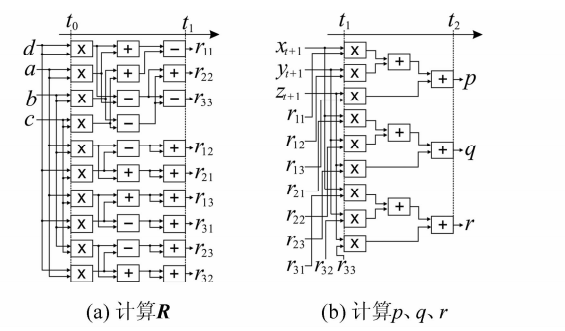 t₀ t₁
d × + − r₁₁
a × + + r₂₂
b × − − r₃₃
c × −
× − + r₁₂
× + + r₂₁
× + + r₁₃
× − + r₃₁
× − + r₂₃
× + + r₃₂
(a) 计算R
t₁ t₂
xₜ₊₁ ×
+
yₜ₊₁ × + p
zₜ₊₁ ×
r₁₁ ×
+
r₁₂ × + q
r₁₃ ×
r₂₁ ×
+
r₂₂ × + r
r₂₃ ×
r₃₁ r₃₂ r₃₃
(b) 计算p、q、r